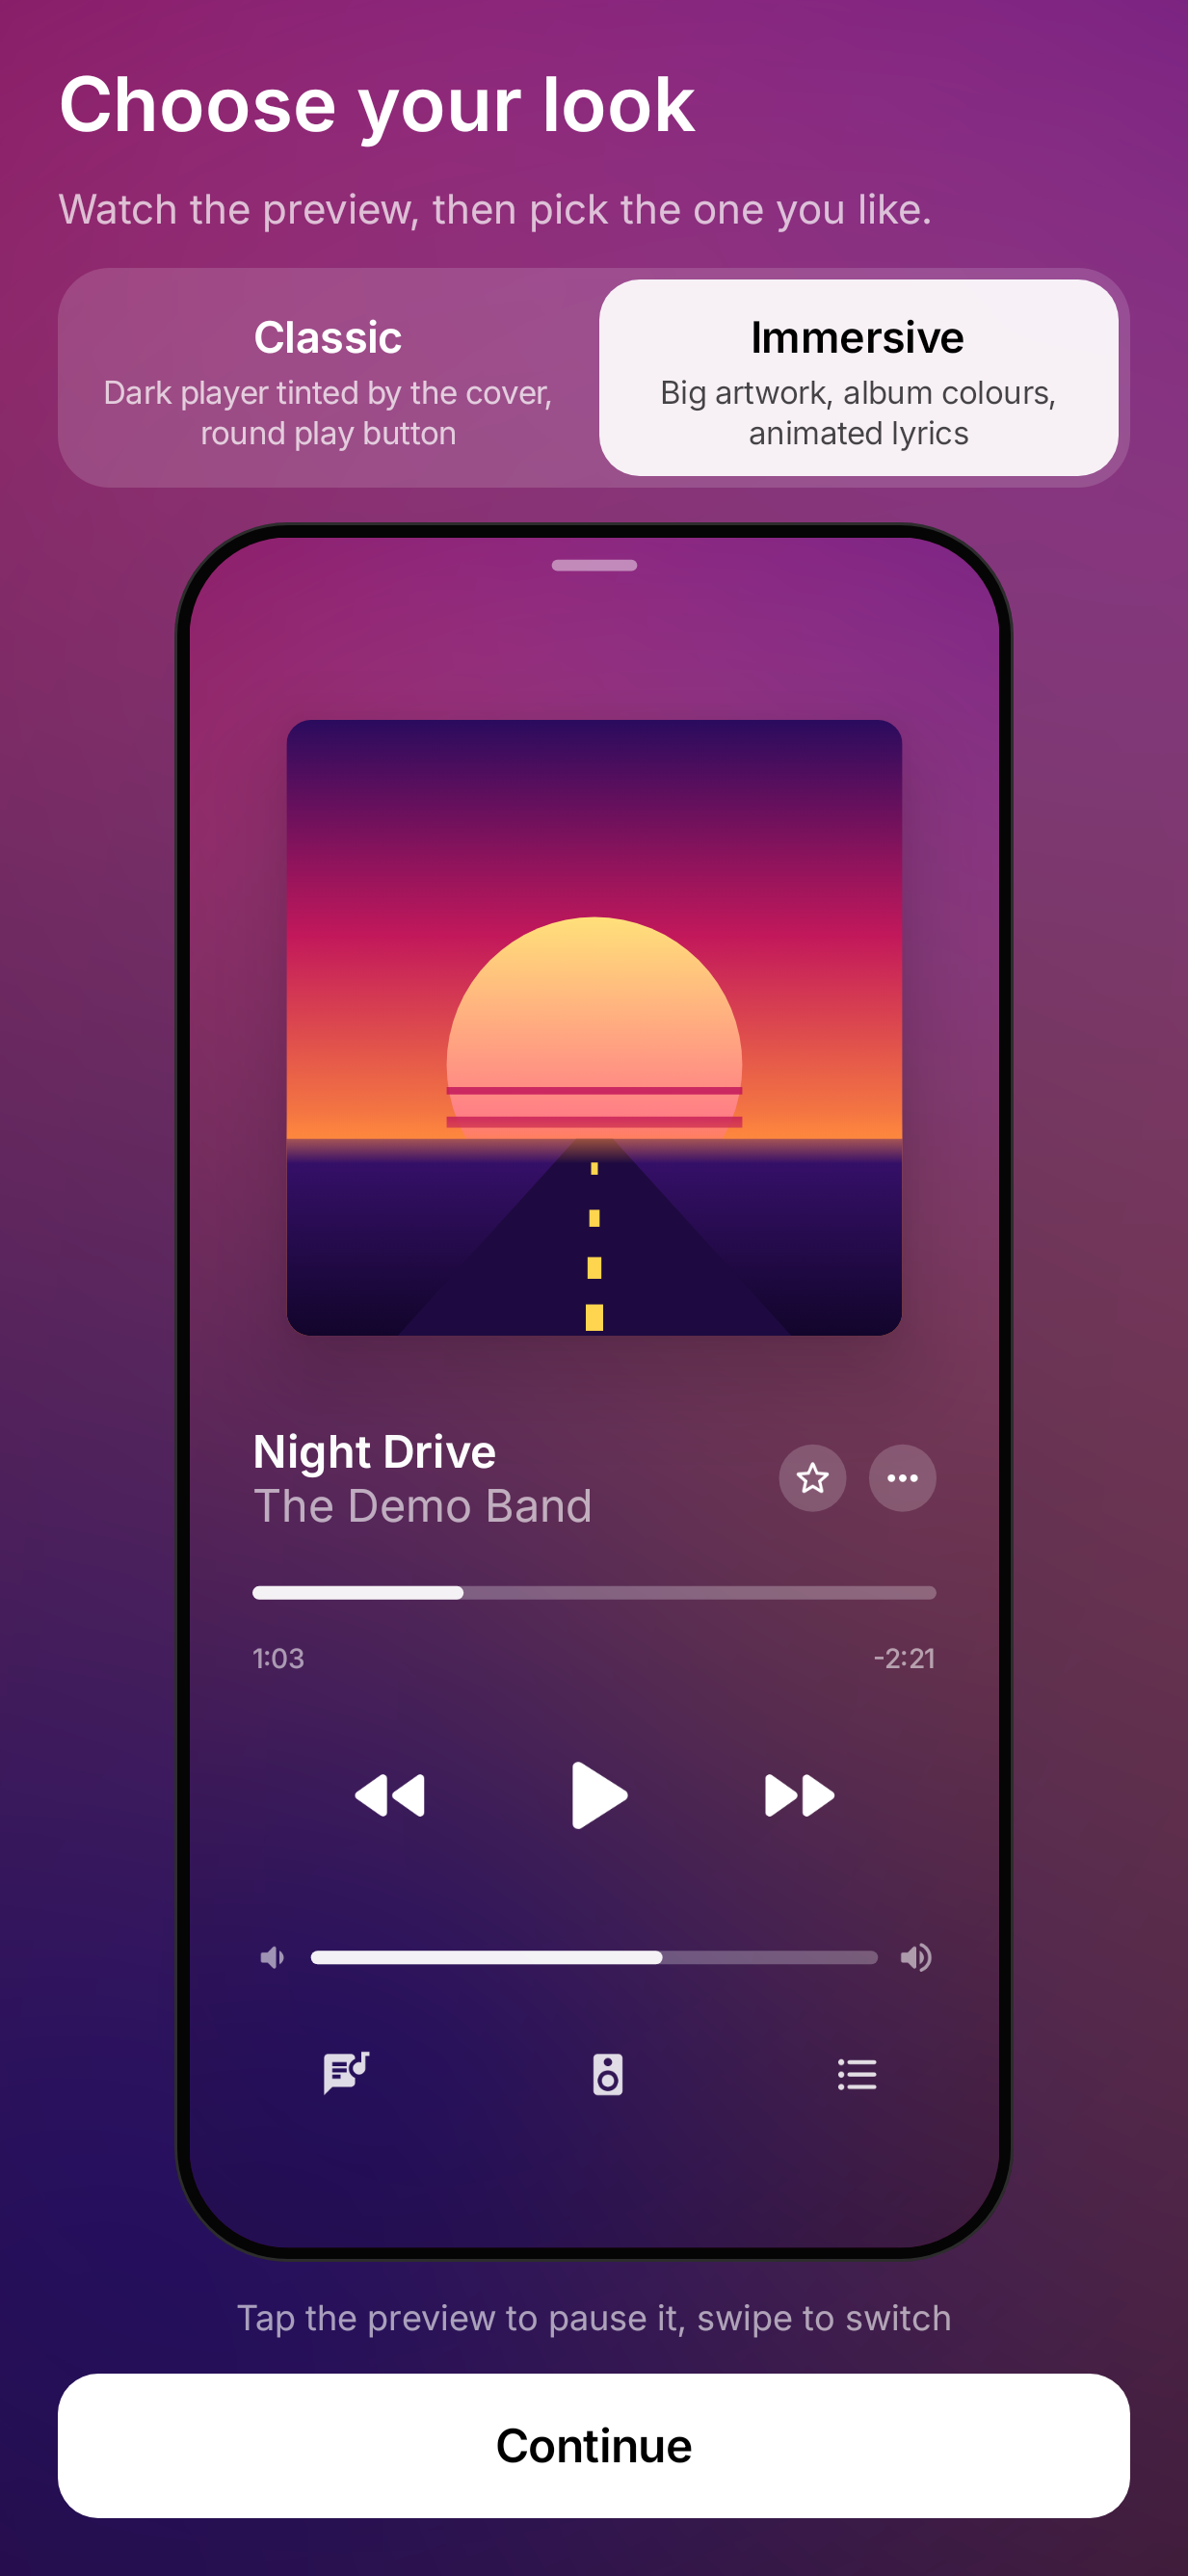 Choose your look
Watch the preview, then pick the one you like.
Classic
Dark player tinted by the cover,
round play button
Immersive
Big artwork, album colours,
animated lyrics
Night Drive
The Demo Band
1:03
-2:21
Tap the preview to pause it, swipe to switch
Continue